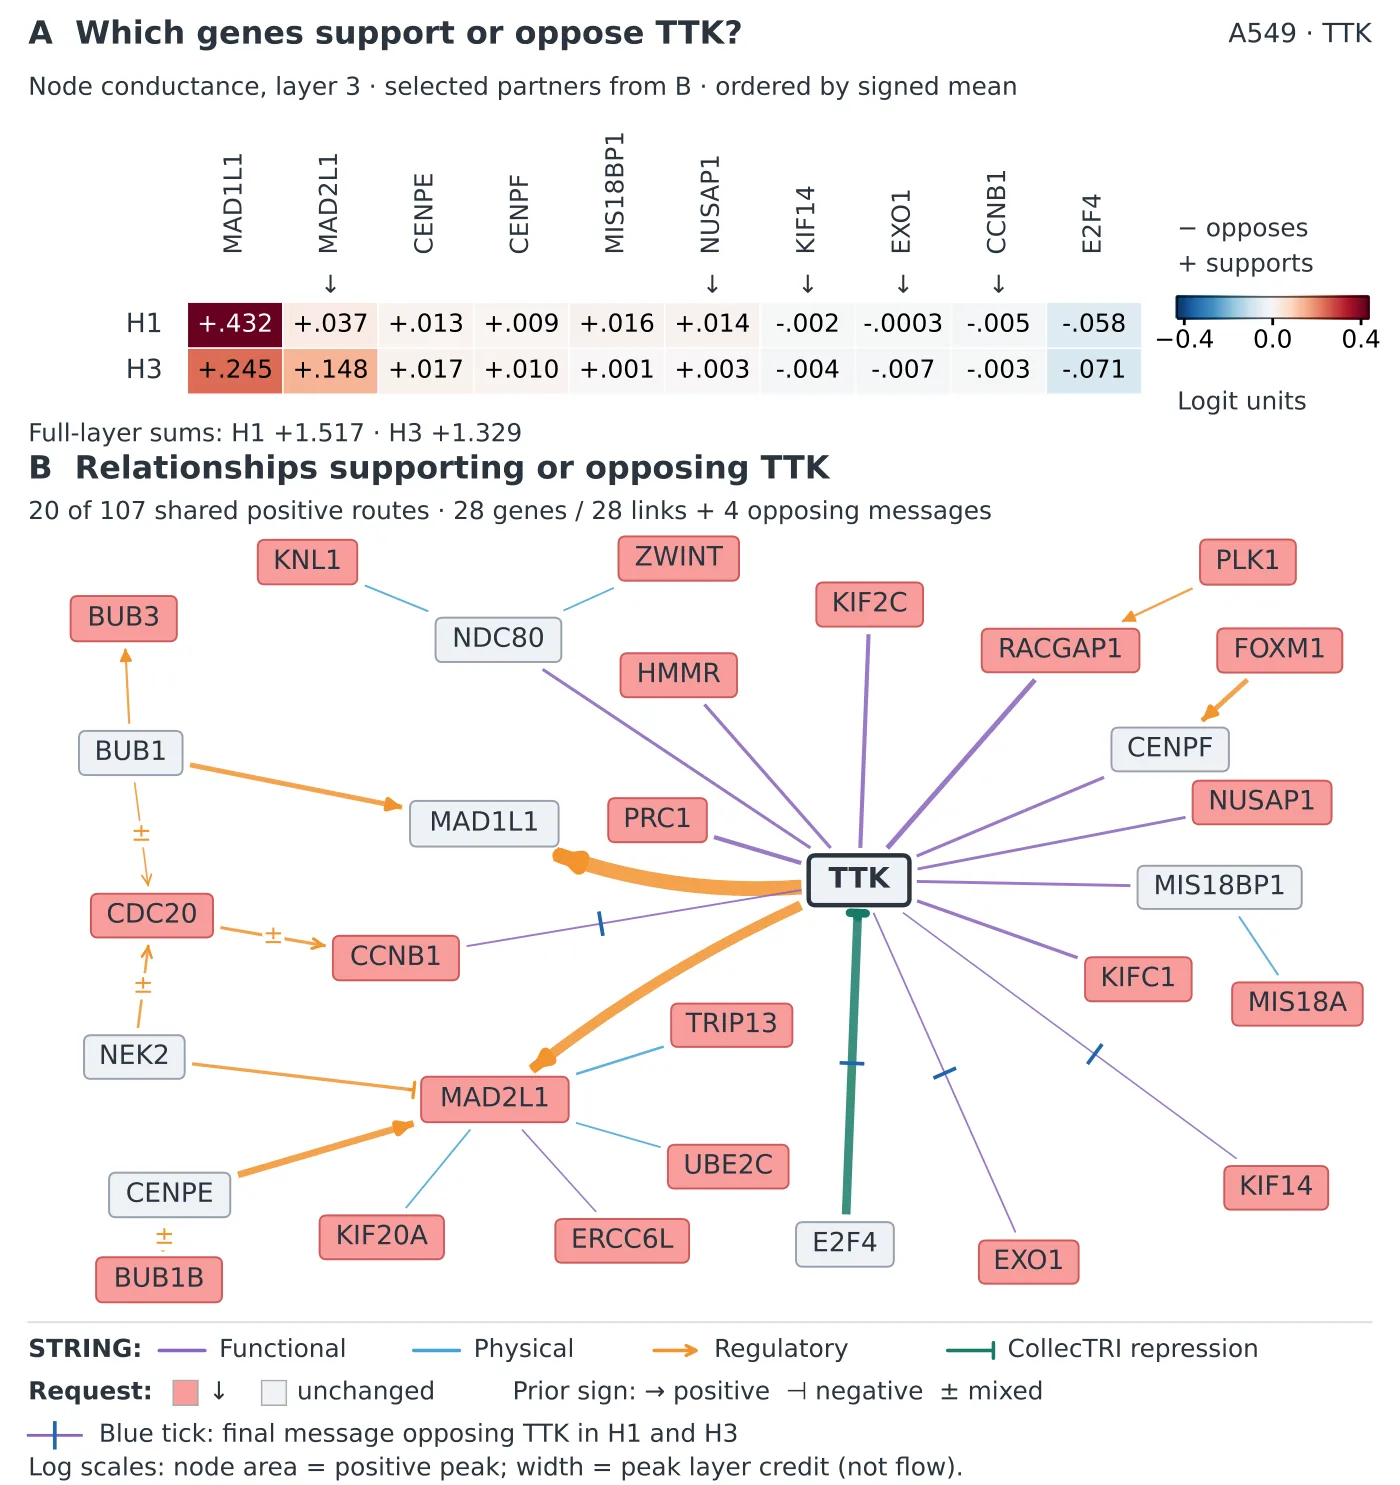 A Which genes support or oppose TTK?
A549 · TTK
Node conductance, layer 3 · selected partners from B · ordered by signed mean
MAD1L1
MAD2L1
CENPE
CENPF
MIS18BP1
NUSAP1
KIF14
EXO1
CCNB1
E2F4
↓ ↓ ↓ ↓ ↓
− opposes
+ supports
H1 +.432 +.037 +.013 +.009 +.016 +.014 -.002 -.0003 -.005 -.058
H3 +.245 +.148 +.017 +.010 +.001 +.003 -.004 -.007 -.003 -.071
−0.4 0.0 0.4
Logit units
Full-layer sums: H1 +1.517 · H3 +1.329
B Relationships supporting or opposing TTK
20 of 107 shared positive routes · 28 genes / 28 links + 4 opposing messages
KNL1
ZWINT
PLK1
KIF2C
BUB3
NDC80
RACGAP1
FOXM1
HMMR
BUB1
CENPF
NUSAP1
MAD1L1
PRC1
±
TTK
MIS18BP1
CDC20
±
CCNB1
KIFC1
±
MIS18A
TRIP13
NEK2
MAD2L1
UBE2C
CENPE
KIF14
±
KIF20A
ERCC6L
E2F4
EXO1
BUB1B
STRING: Functional Physical Regulatory CollecTRI repression
Request: ↓ unchanged Prior sign: → positive ⊣ negative ± mixed
Blue tick: final message opposing TTK in H1 and H3
Log scales: node area = positive peak; width = peak layer credit (not flow).